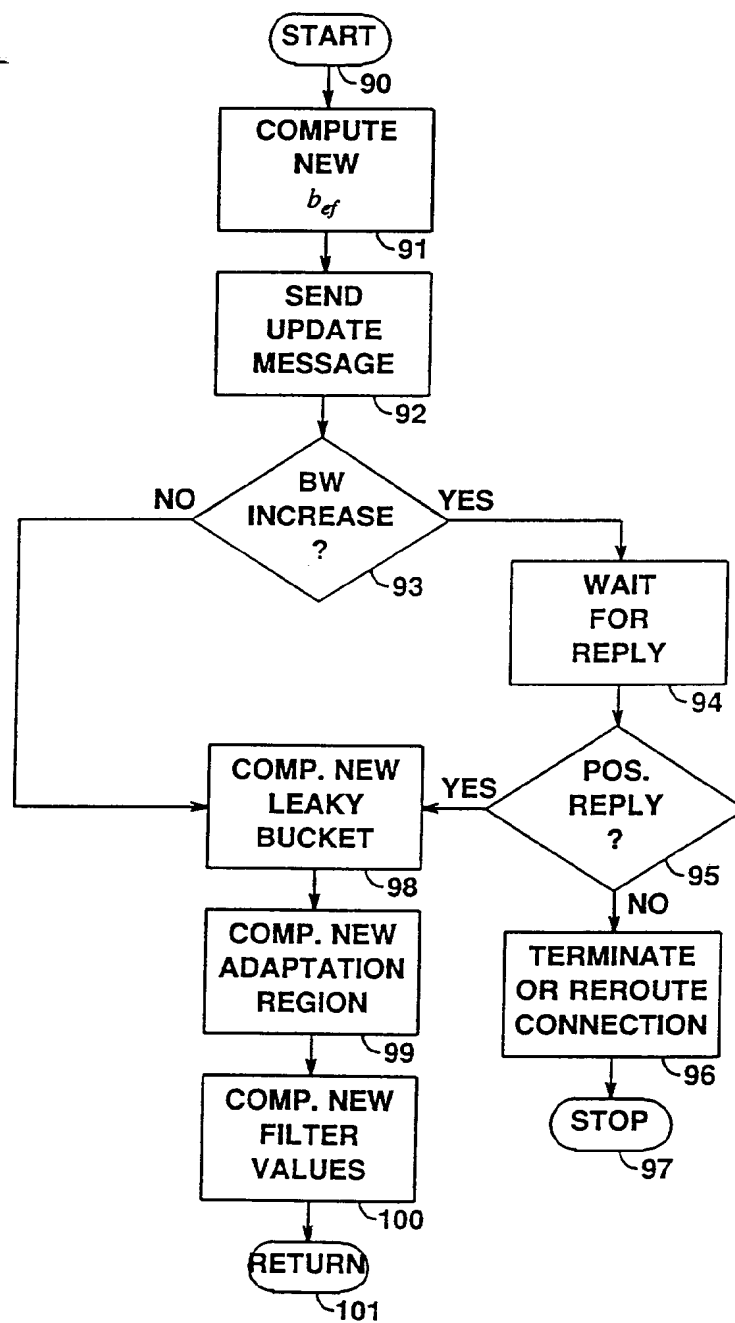 START
90
COMPUTE
NEW
b_ef
91
SEND
UPDATE
MESSAGE
92
BW
INCREASE
?
93
NO
YES
WAIT
FOR
REPLY
94
POS.
REPLY
?
95
YES
NO
COMP. NEW
LEAKY
BUCKET
98
TERMINATE
OR REROUTE
CONNECTION
96
STOP
97
COMP. NEW
ADAPTATION
REGION
99
COMP. NEW
FILTER
VALUES
100
RETURN
101